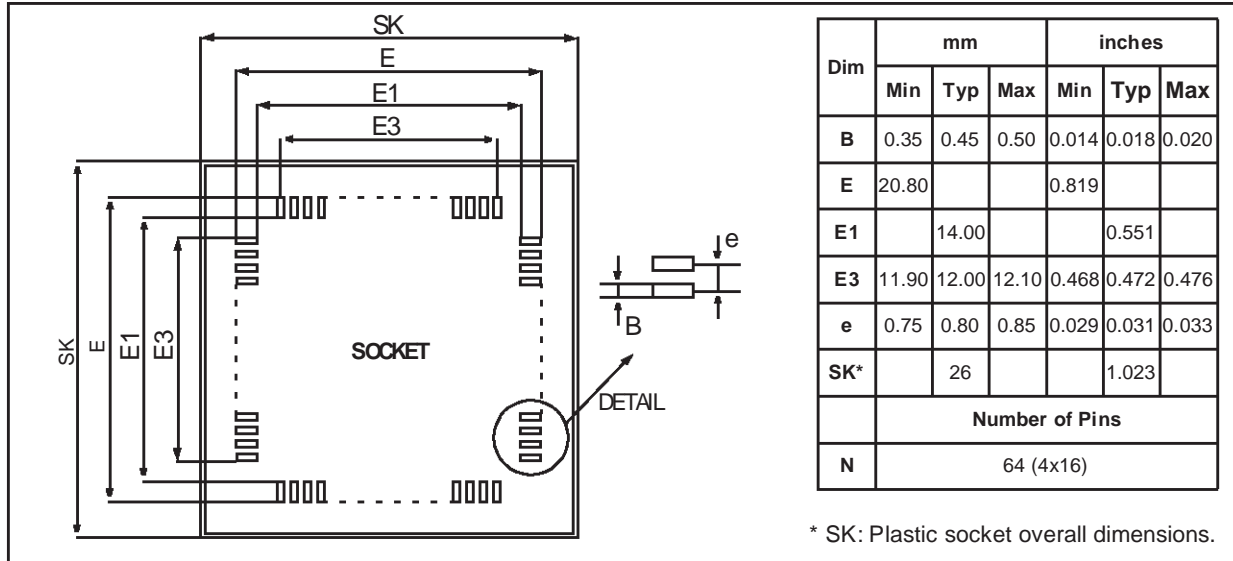 SK
E
E1
E3
SK
E
E1
E3
SOCKET
e
B
DETAIL
Dim mm inches
Min Typ Max Min Typ Max
B 0.35 0.45 0.50 0.014 0.018 0.020
E 20.80 0.819
E1 14.00 0.551
E3 11.90 12.00 12.10 0.468 0.472 0.476
e 0.75 0.80 0.85 0.029 0.031 0.033
SK* 26 1.023
Number of Pins
N 64 (4x16)
* SK: Plastic socket overall dimensions.